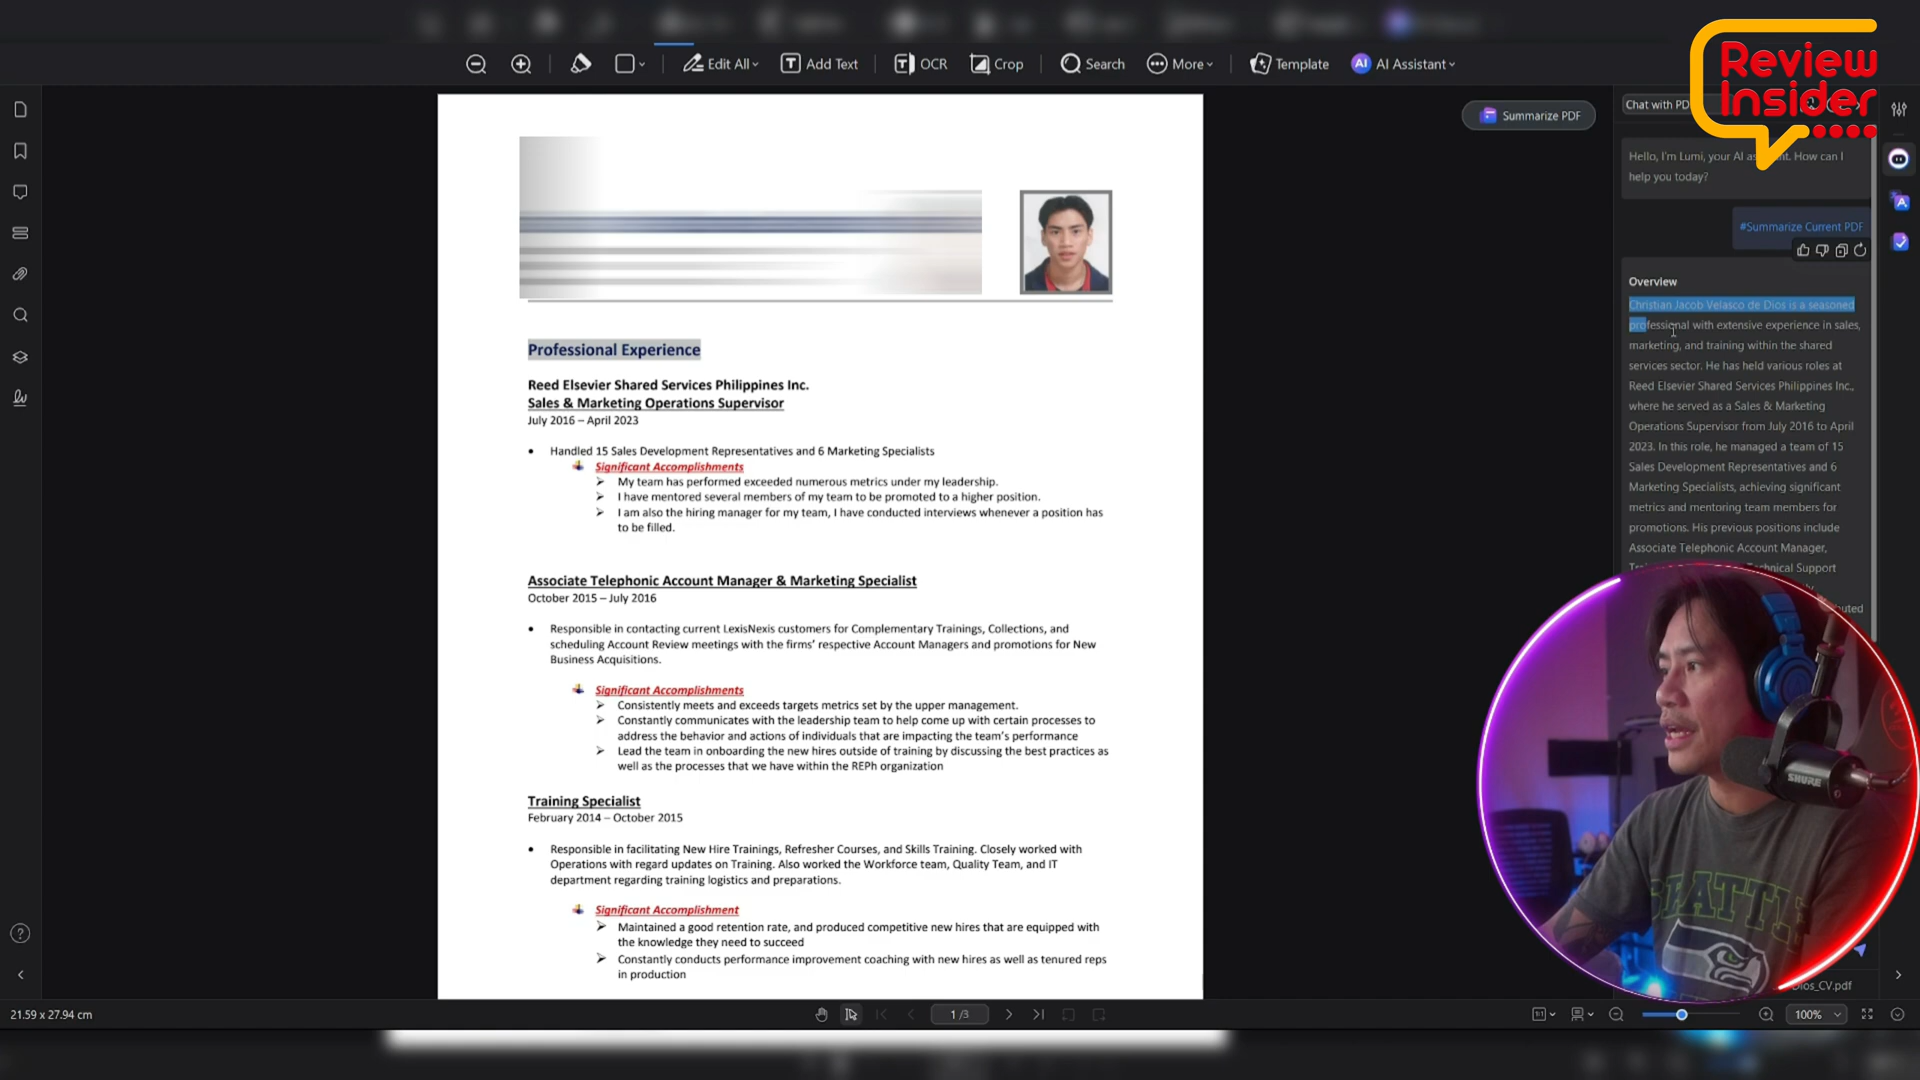 Edit All
Add Text
OCR
Crop
Search
More
Template
AI Assistant
Review
Insider
Summarize PDF
Chat with PD
Hello, I'm Lumi, your AI
How can I
help you today?
#Summarize Current PDF
Overview
Christian Jacob Velasco de Dios is a seasoned
professional with extensive experience in sales,
marketing, and training within the shared
services sector. He has held various roles at
Reed Elsevier Shared Services Philippines Inc.,
where he served as a Sales & Marketing
Operations Supervisor from July 2016 to April
2023. In this role, he managed a team of 15
Sales Development Representatives and 6
Marketing Specialists, achieving significant
metrics and mentoring team members for
promotions. His previous positions include
Associate Telephonic Account Manager,
Technical Support
Professional Experience
Reed Elsevier Shared Services Philippines Inc.
Sales & Marketing Operations Supervisor
July 2016 – April 2023
• Handled 15 Sales Development Representatives and 6 Marketing Specialists
Significant Accomplishments
➢ My team has performed exceeded numerous metrics under my leadership.
➢ I have mentored several members of my team to be promoted to a higher position.
➢ I am also the hiring manager for my team, I have conducted interviews whenever a position has
to be filled.
Associate Telephonic Account Manager & Marketing Specialist
October 2015 – July 2016
• Responsible in contacting current LexisNexis customers for Complementary Trainings, Collections, and
scheduling Account Review meetings with the firms' respective Account Managers and promotions for New
Business Acquisitions.
Significant Accomplishments
➢ Consistently meets and exceeds targets metrics set by the upper management.
➢ Constantly communicates with the leadership team to help come up with certain processes to
address the behavior and actions of individuals that are impacting the team's performance
➢ Lead the team in onboarding the new hires outside of training by discussing the best practices as
well as the processes that we have within the REPh organization
Training Specialist
February 2014 – October 2015
• Responsible in facilitating New Hire Trainings, Refresher Courses, and Skills Training. Closely worked with
Operations with regard updates on Training. Also worked the Workforce team, Quality Team, and IT
department regarding training logistics and preparations.
Significant Accomplishment
➢ Maintained a good retention rate, and produced competitive new hires that are equipped with
the knowledge they need to succeed
➢ Constantly conducts performance improvement coaching with new hires as well as tenured reps
in production
SHURE
SEATTLE
Dios_CV.pdf
21.59 x 27.94 cm
1 /3
100%